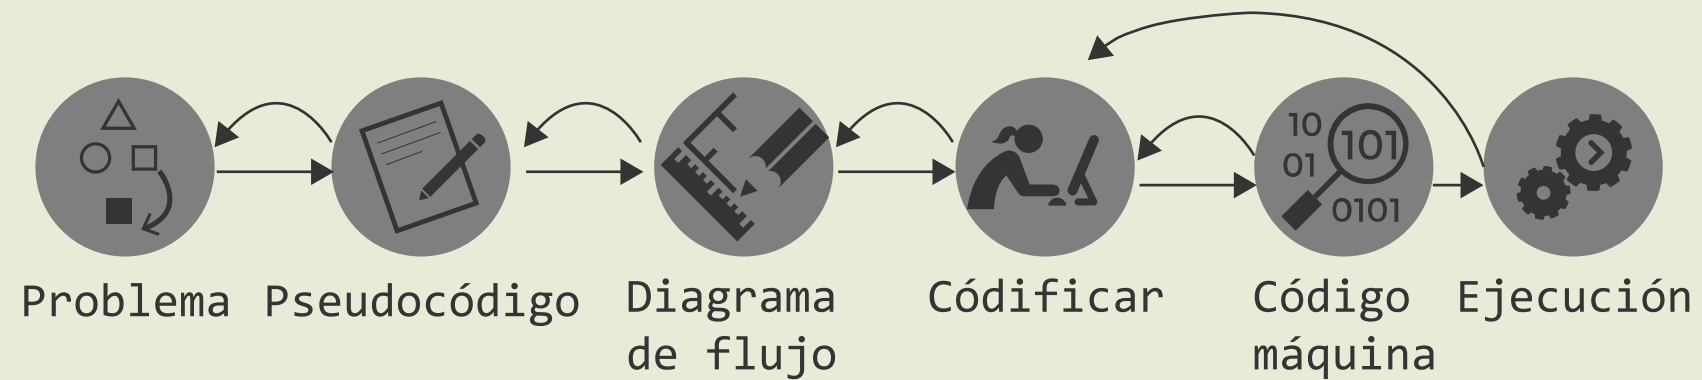 10
01
101
0101
Problema
Pseudocódigo
Diagrama
de flujo
Códificar
Código
máquina
Ejecución